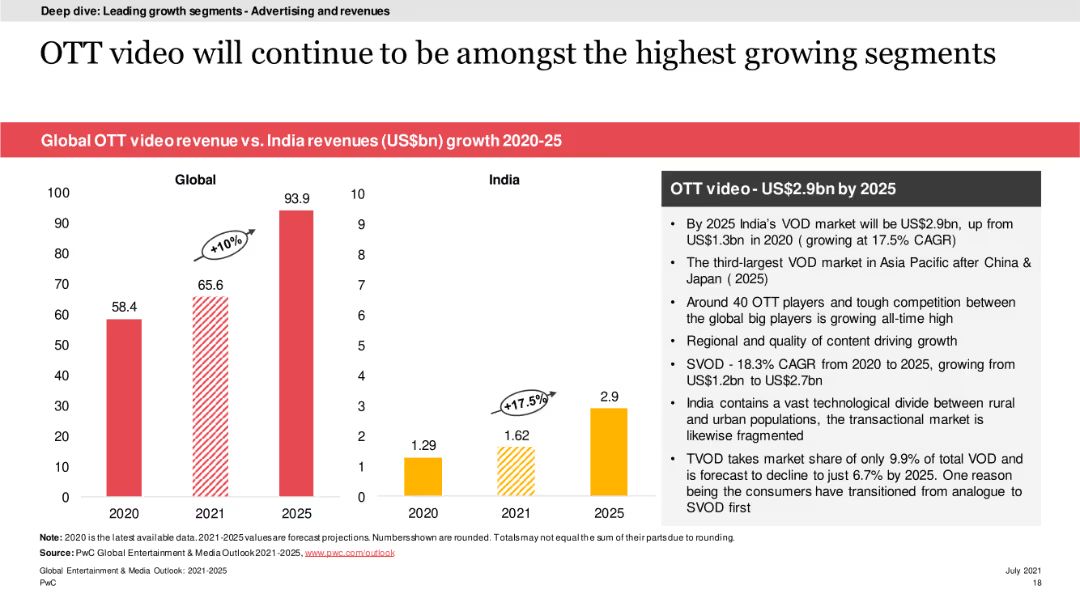 Deep dive: Leading growth segments - Advertising and revenues
OTT video will continue to be amongst the highest growing segments
Global OTT video revenue vs. India revenues (US$bn) growth 2020-25
Global
100
90
80
70
60
50
40
30
20
10
0
58.4
65.6
93.9
+10%
2020
2021
2025
India
10
9
8
7
6
5
4
3
2
1
0
1.29
1.62
2.9
+17.5%
2020
2021
2025
OTT video - US$2.9bn by 2025
• By 2025 India's VOD market will be US$2.9bn, up from
US$1.3bn in 2020 ( growing at 17.5% CAGR)
• The third-largest VOD market in Asia Pacific after China &
Japan ( 2025)
• Around 40 OTT players and tough competition between
the global big players is growing all-time high
• Regional and quality of content driving growth
• SVOD - 18.3% CAGR from 2020 to 2025, growing from
US$1.2bn to US$2.7bn
• India contains a vast technological divide between rural
and urban populations, the transactional market is
likewise fragmented
• TVOD takes market share of only 9.9% of total VOD and
is forecast to decline to just 6.7% by 2025. One reason
being the consumers have transitioned from analogue to
SVOD first
Note: 2020 is the latest available data. 2021-2025 values are forecast projections. Numbers shown are rounded. Totals may not equal the sum of their parts due to rounding.
Source: PwC Global Entertainment & Media Outlook 2021-2025, www.pwc.com/outlook
Global Entertainment & Media Outlook: 2021-2025
PwC
July 2021
18